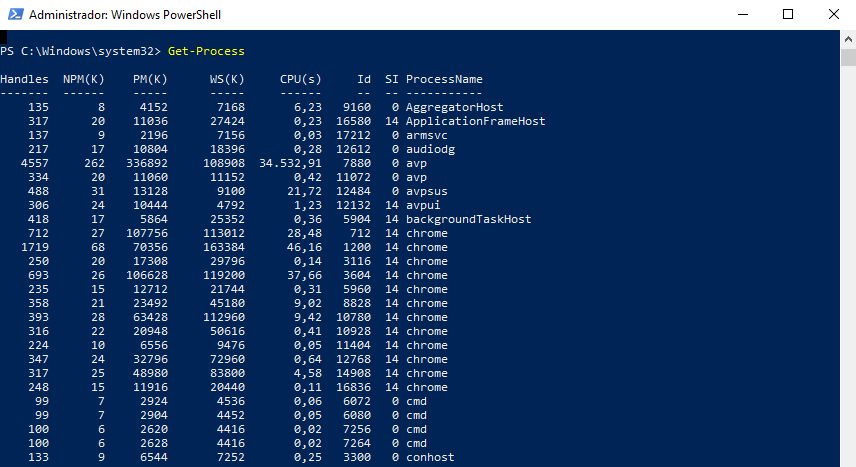 Administrador: Windows PowerShell
PS C:\Windows\system32> Get-Process
Handles NPM(K) PM(K) WS(K) CPU(s) Id SI ProcessName
------- ------ ----- ----- ------ -- -- -----------
135 8 4152 7168 6,23 9160 0 AggregatorHost
317 20 11036 27424 0,23 16580 14 ApplicationFrameHost
137 9 2196 7156 0,03 17212 0 armsvc
217 17 10804 18396 0,28 12612 0 audiodg
4557 262 336892 108908 34.532,91 7880 0 avp
334 20 11060 11152 0,42 11072 0 avp
488 31 13128 9100 21,72 12484 0 avpsus
306 24 10444 4792 1,23 12132 14 avpui
418 17 5864 25352 0,36 5904 14 backgroundTaskHost
712 27 107756 113012 28,48 712 14 chrome
1719 68 70356 163384 46,16 1200 14 chrome
250 20 17308 29796 0,14 3116 14 chrome
693 26 106628 119200 37,66 3604 14 chrome
235 15 12712 21744 0,31 5960 14 chrome
358 21 23492 45180 9,02 8828 14 chrome
393 28 63428 112960 9,42 10780 14 chrome
316 22 20948 50616 0,41 10928 14 chrome
224 10 6556 9476 0,05 11404 14 chrome
347 24 32796 72960 0,64 12768 14 chrome
317 25 48980 83800 4,58 14908 14 chrome
248 15 11916 20440 0,11 16836 14 chrome
99 7 2924 4536 0,06 6072 0 cmd
99 7 2904 4452 0,05 6080 0 cmd
100 6 2620 4416 0,02 7256 0 cmd
100 6 2628 4416 0,02 7264 0 cmd
133 9 6544 7252 0,25 3300 0 conhost